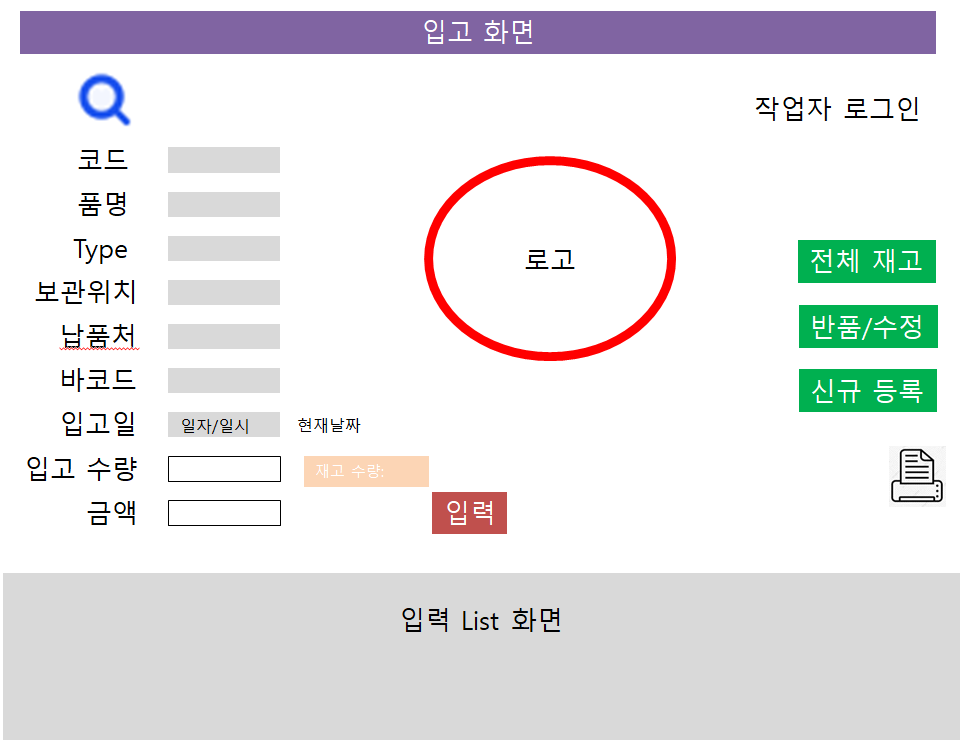 입고 화면
작업자 로그인
코드
품명
Type
로고
전체 재고
보관위치
반품/수정
납품처
바코드
신규 등록
입고일 일자/일시 현재날짜
입고 수량 재고 수량:
금액
입력
입력 List 화면